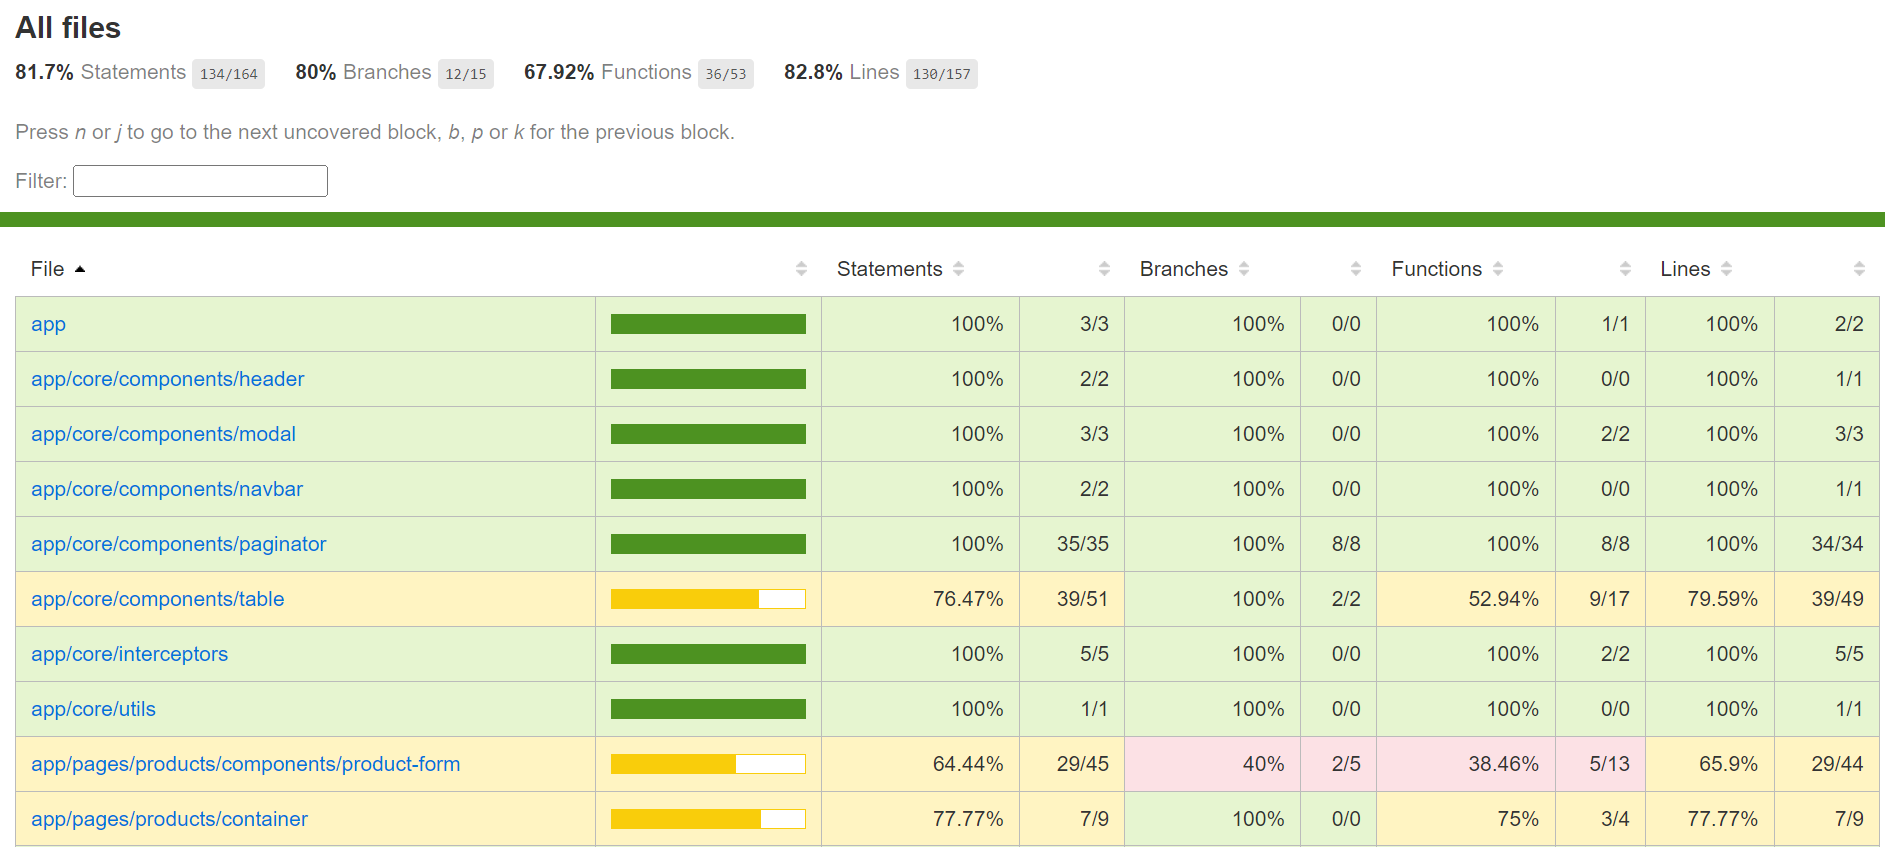 All files
81.7% Statements 134/164 80% Branches 12/15 67.92% Functions 36/53 82.8% Lines 130/157
Press n or j to go to the next uncovered block, b, p or k for the previous block.
Filter:
File Statements Branches Functions Lines
app 100% 3/3 100% 0/0 100% 1/1 100% 2/2
app/core/components/header 100% 2/2 100% 0/0 100% 0/0 100% 1/1
app/core/components/modal 100% 3/3 100% 0/0 100% 2/2 100% 3/3
app/core/components/navbar 100% 2/2 100% 0/0 100% 0/0 100% 1/1
app/core/components/paginator 100% 35/35 100% 8/8 100% 8/8 100% 34/34
app/core/components/table 76.47% 39/51 100% 2/2 52.94% 9/17 79.59% 39/49
app/core/interceptors 100% 5/5 100% 0/0 100% 2/2 100% 5/5
app/core/utils 100% 1/1 100% 0/0 100% 0/0 100% 1/1
app/pages/products/components/product-form 64.44% 29/45 40% 2/5 38.46% 5/13 65.9% 29/44
app/pages/products/container 77.77% 7/9 100% 0/0 75% 3/4 77.77% 7/9